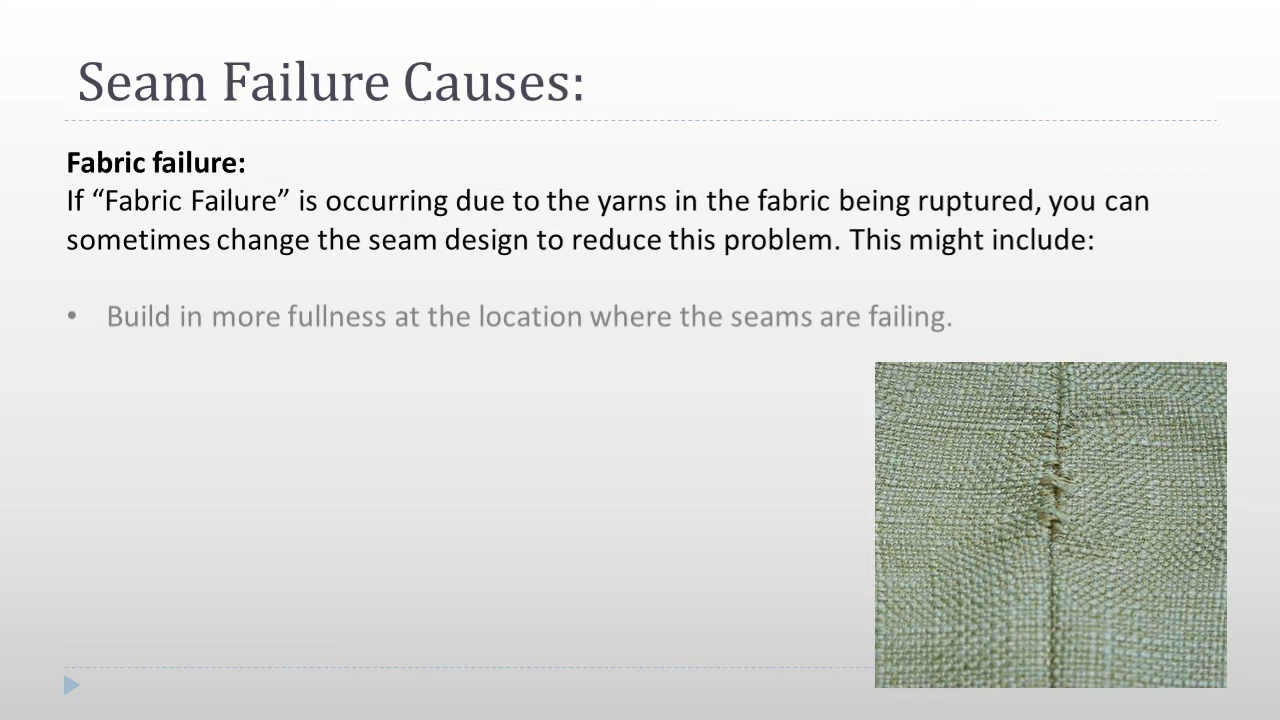 Seam Failure Causes:
Fabric failure:
If “Fabric Failure” is occurring due to the yarns in the fabric being ruptured, you can
sometimes change the seam design to reduce this problem. This might include:
• Build in more fullness at the location where the seams are failing.